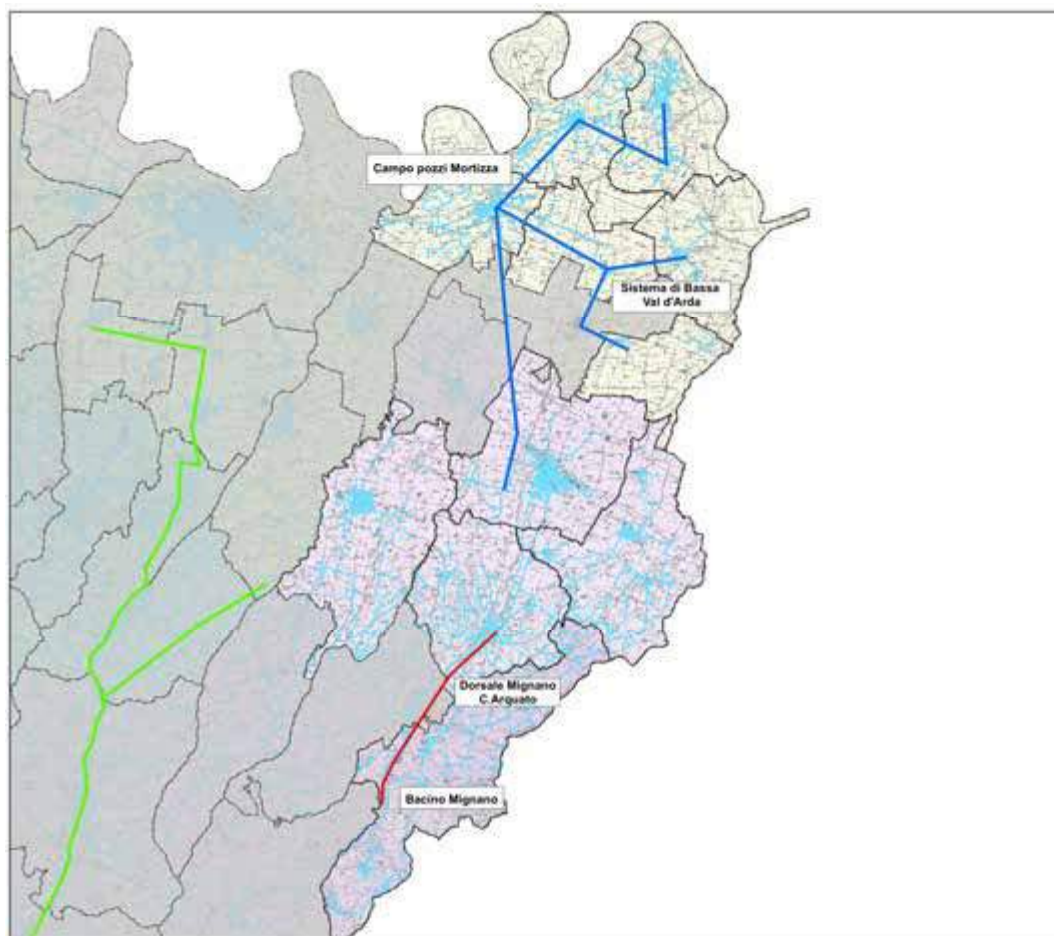 Campo pozzi Mortizza
Sistema di Bassa
Val d'Arda
Dorsale Mignano
C.Arquato
Bacino Mignano